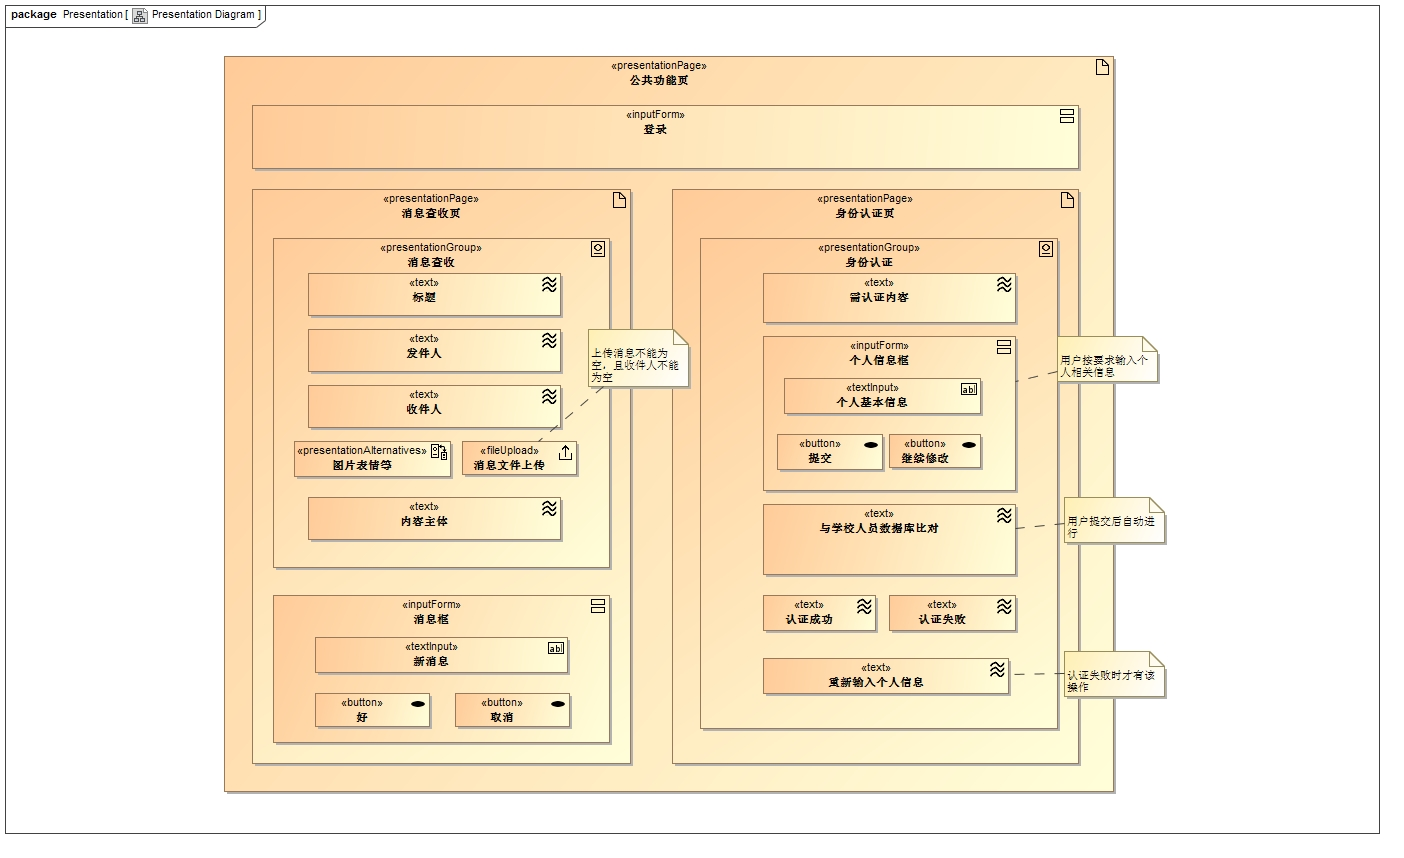 package Presentation [ Presentation Diagram ]
«presentationPage»
公共功能页
«inputForm»
登录
«presentationPage»
消息查收页
«presentationGroup»
消息查收
«text»
标题
«text»
发件人
«text»
收件人
«presentationAlternatives»
图片表情等
«fileUpload»
消息文件上传
«text»
内容主体
上传消息不能为
空，且收件人不能
为空
«inputForm»
消息框
«textInput»
新消息
«button»
好
«button»
取消
«presentationPage»
身份认证页
«presentationGroup»
身份认证
«text»
需认证内容
«inputForm»
个人信息框
«textInput»
个人基本信息
«button»
提交
«button»
继续修改
用户按要求输入个
人相关信息
«text»
与学校人员数据库比对
用户提交后自动进
行
«text»
认证成功
«text»
认证失败
«text»
重新输入个人信息
认证失败时才有该
操作